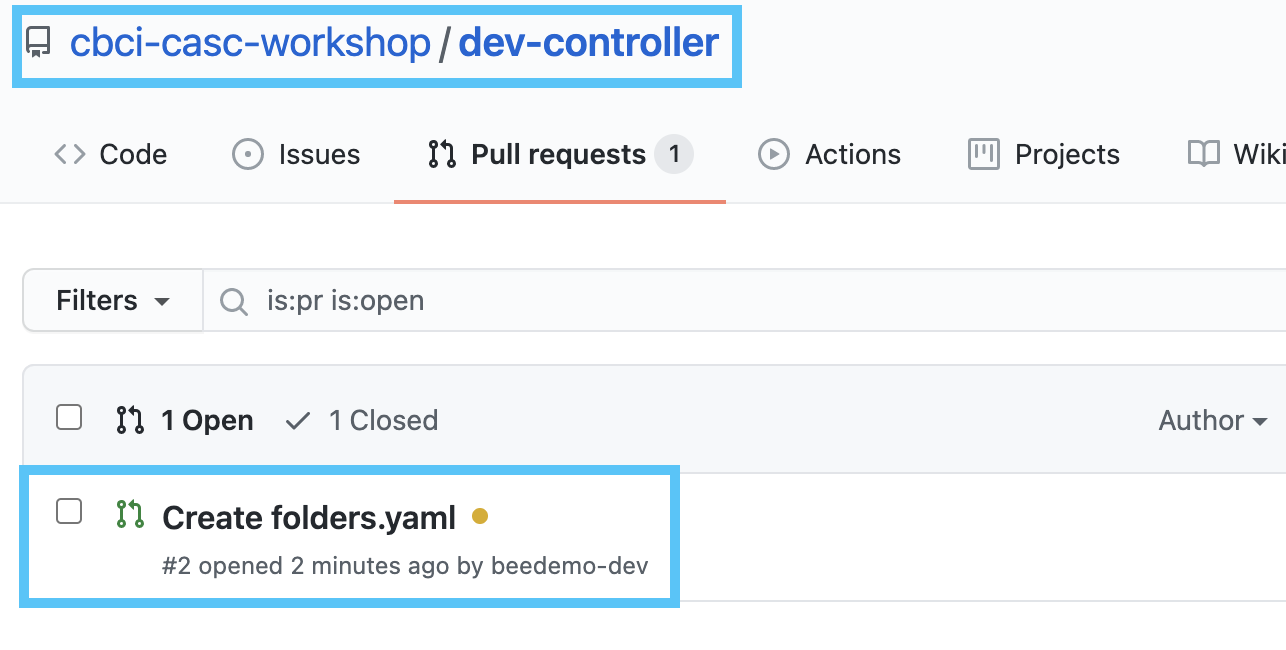 cbci-casc-workshop / dev-controller
Code Issues Pull requests 1 Actions Projects Wiki
Filters is:pr is:open
1 Open 1 Closed Author
Create folders.yaml
#2 opened 2 minutes ago by beedemo-dev